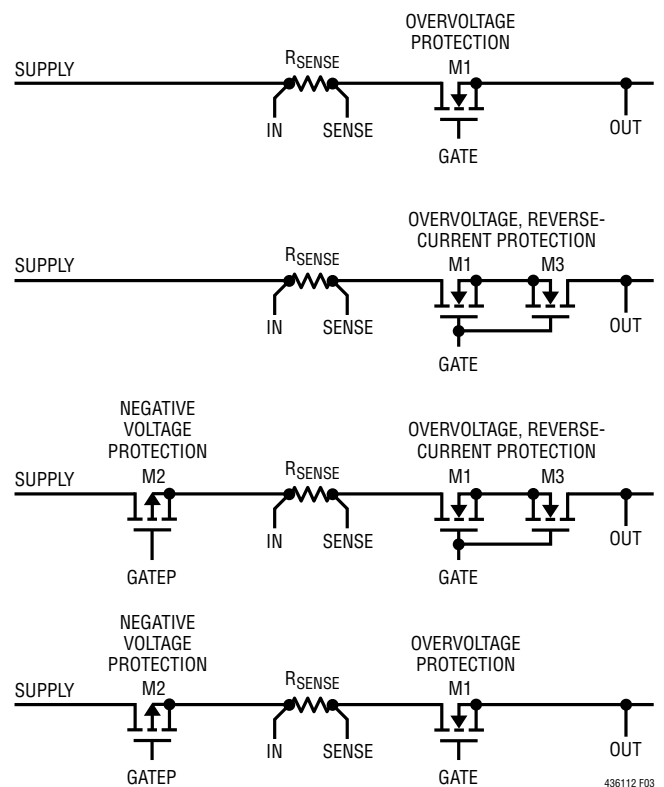 OVERVOLTAGE
PROTECTION
SUPPLY
RSENSE
M1
IN
SENSE
GATE
OUT
OVERVOLTAGE, REVERSE-
CURRENT PROTECTION
SUPPLY
RSENSE
M1
M3
IN
SENSE
GATE
OUT
NEGATIVE
VOLTAGE
PROTECTION
OVERVOLTAGE, REVERSE-
CURRENT PROTECTION
SUPPLY
M2
RSENSE
M1
M3
IN
SENSE
OUT
GATEP
GATE
NEGATIVE
VOLTAGE
PROTECTION
OVERVOLTAGE
PROTECTION
SUPPLY
M2
RSENSE
M1
IN
SENSE
OUT
GATEP
GATE
436112 F03